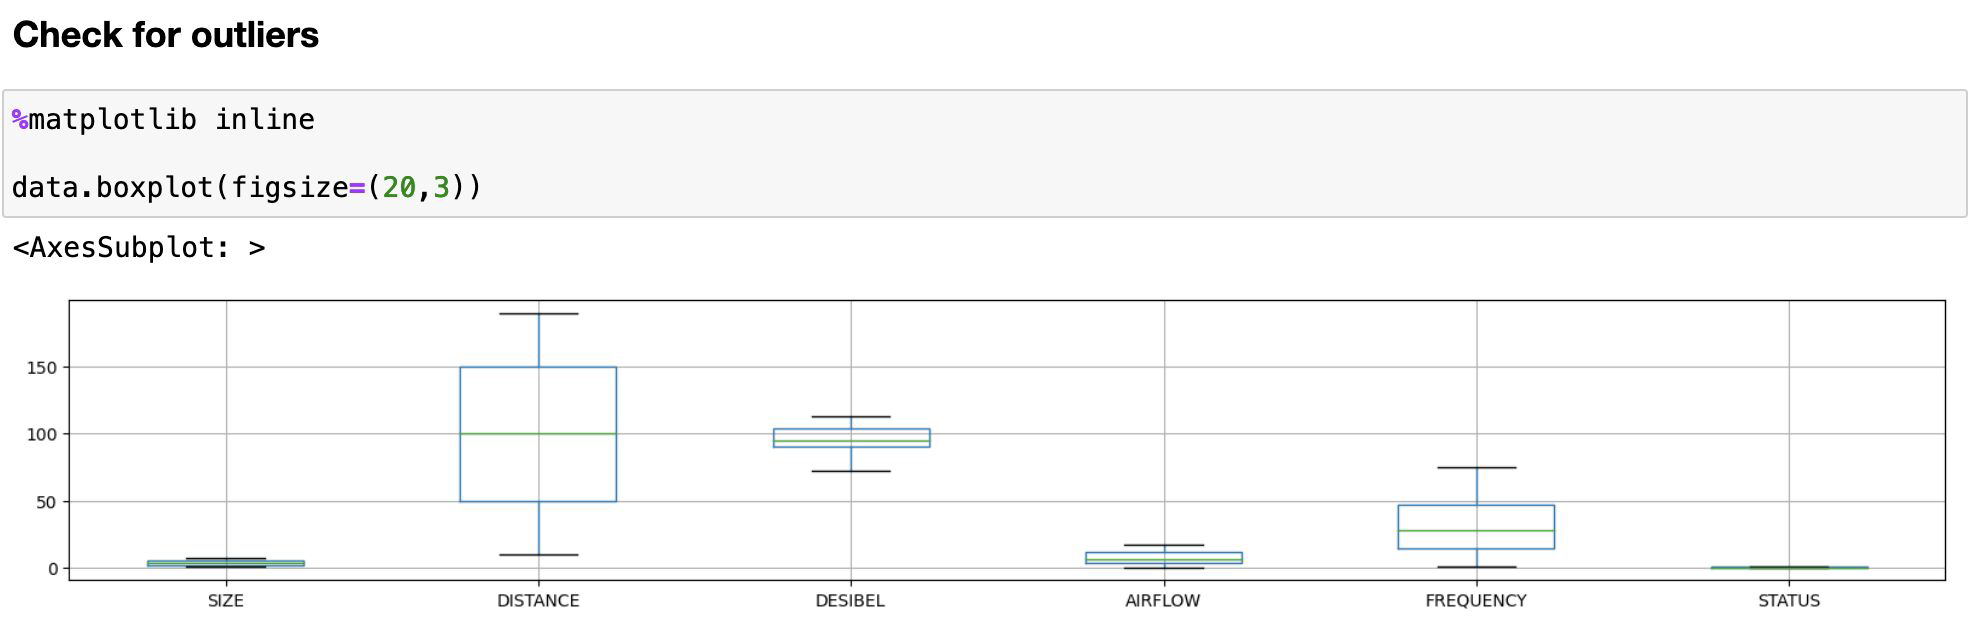 Check for outliers
%matplotlib inline
data.boxplot(figsize=(20,3))
<AxesSubplot: >
150
100
50
0
SIZE DISTANCE DESIBEL AIRFLOW FREQUENCY STATUS